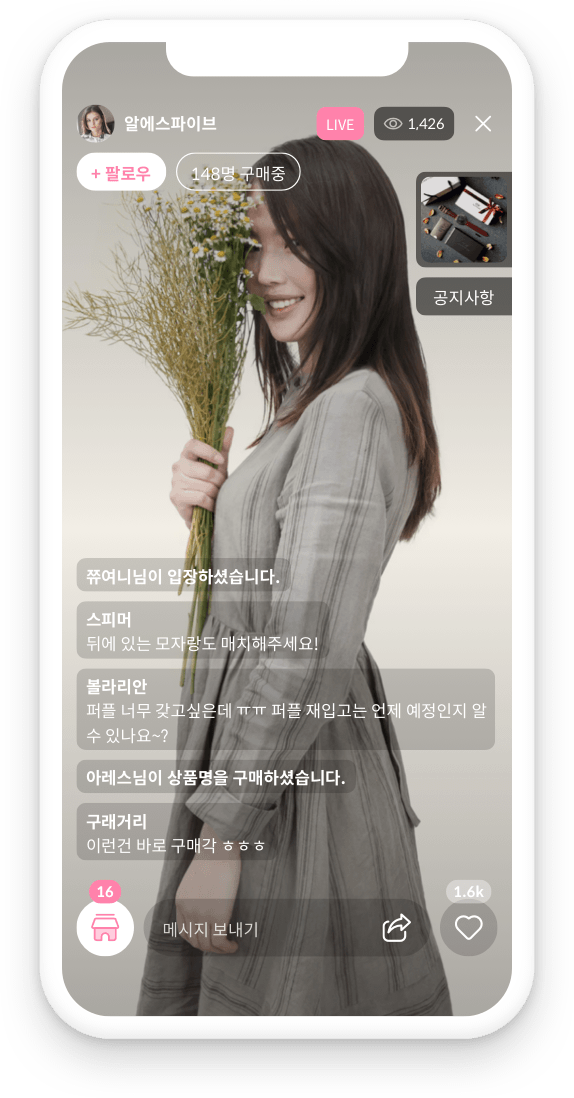 알에스파이브
LIVE
1,426
+ 팔로우
148명 구매중
공지사항
쮸여니님이 입장하셨습니다.
스피머
뒤에 있는 모자랑도 매치해주세요!
볼라리안
퍼플 너무 갖고싶은데 ㅠㅠ 퍼플 재입고는 언제 예정인지 알
수 있나요~?
아레스님이 상품명을 구매하셨습니다.
구래거리
이런건 바로 구매각 ㅎㅎㅎ
16
1.6k
메시지 보내기